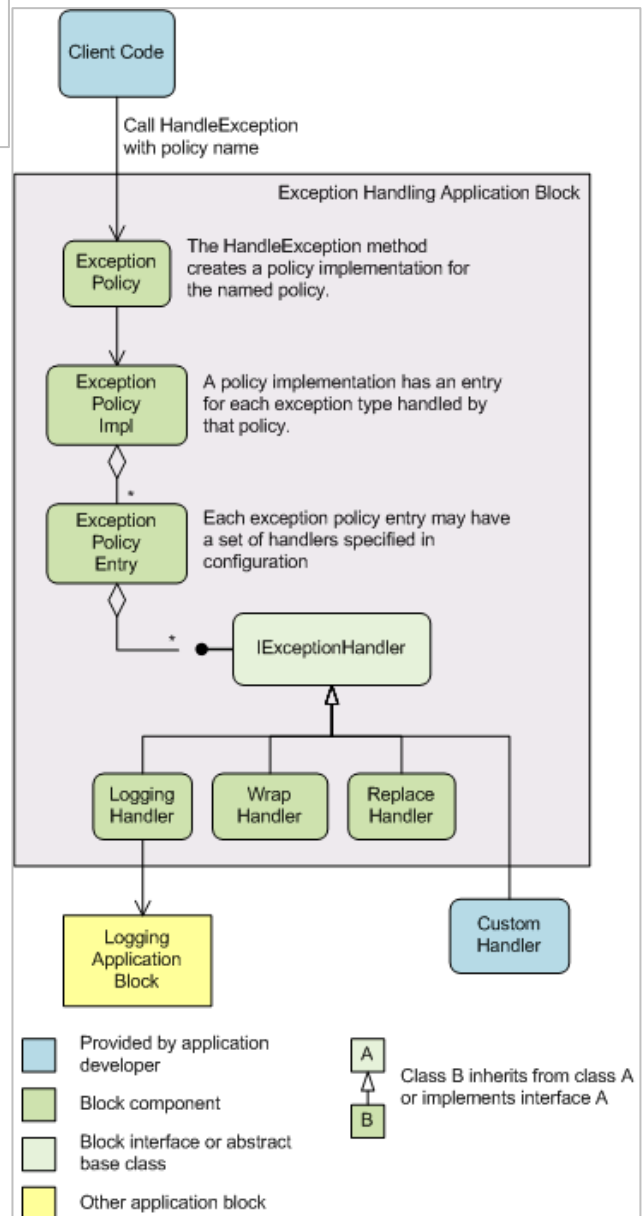 Client Code
Call HandleException
with policy name
Exception Handling Application Block
Exception
Policy
The HandleException method
creates a policy implementation for
the named policy.
Exception
Policy
Impl
A policy implementation has an entry
for each exception type handled by
that policy.
*
Exception
Policy
Entry
Each exception policy entry may have
a set of handlers specified in
configuration
*
IExceptionHandler
Logging
Handler
Wrap
Handler
Replace
Handler
Logging
Application
Block
Custom
Handler
Provided by application
developer
Block component
Block interface or abstract
base class
Other application block
A
B
Class B inherits from class A
or implements interface A